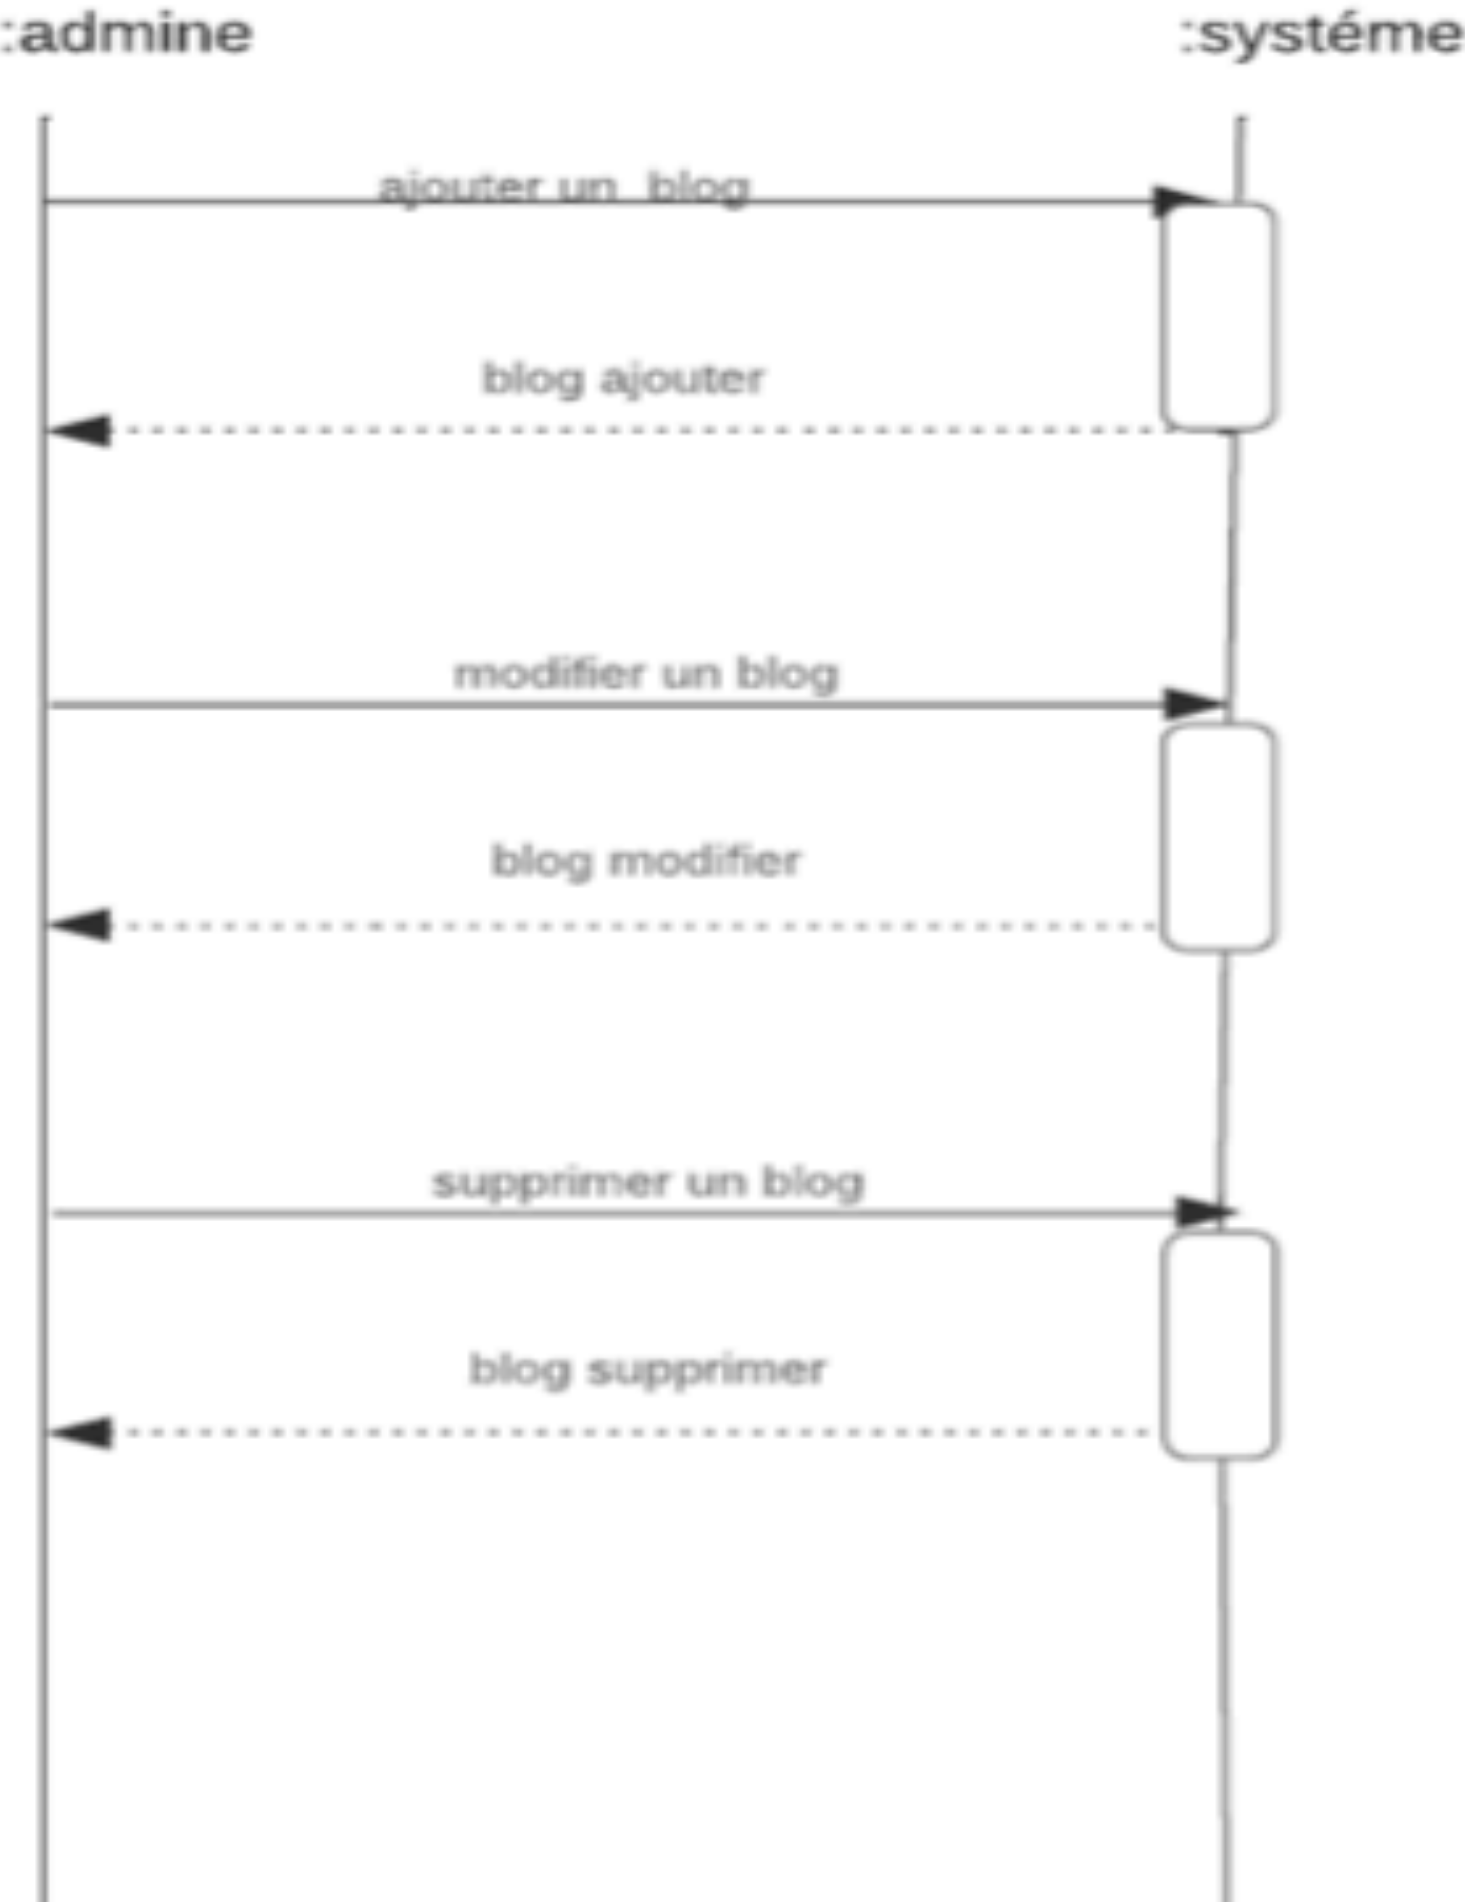 :admine
:systéme
ajouter un blog
blog ajouter
modifier un blog
blog modifier
supprimer un blog
blog supprimer